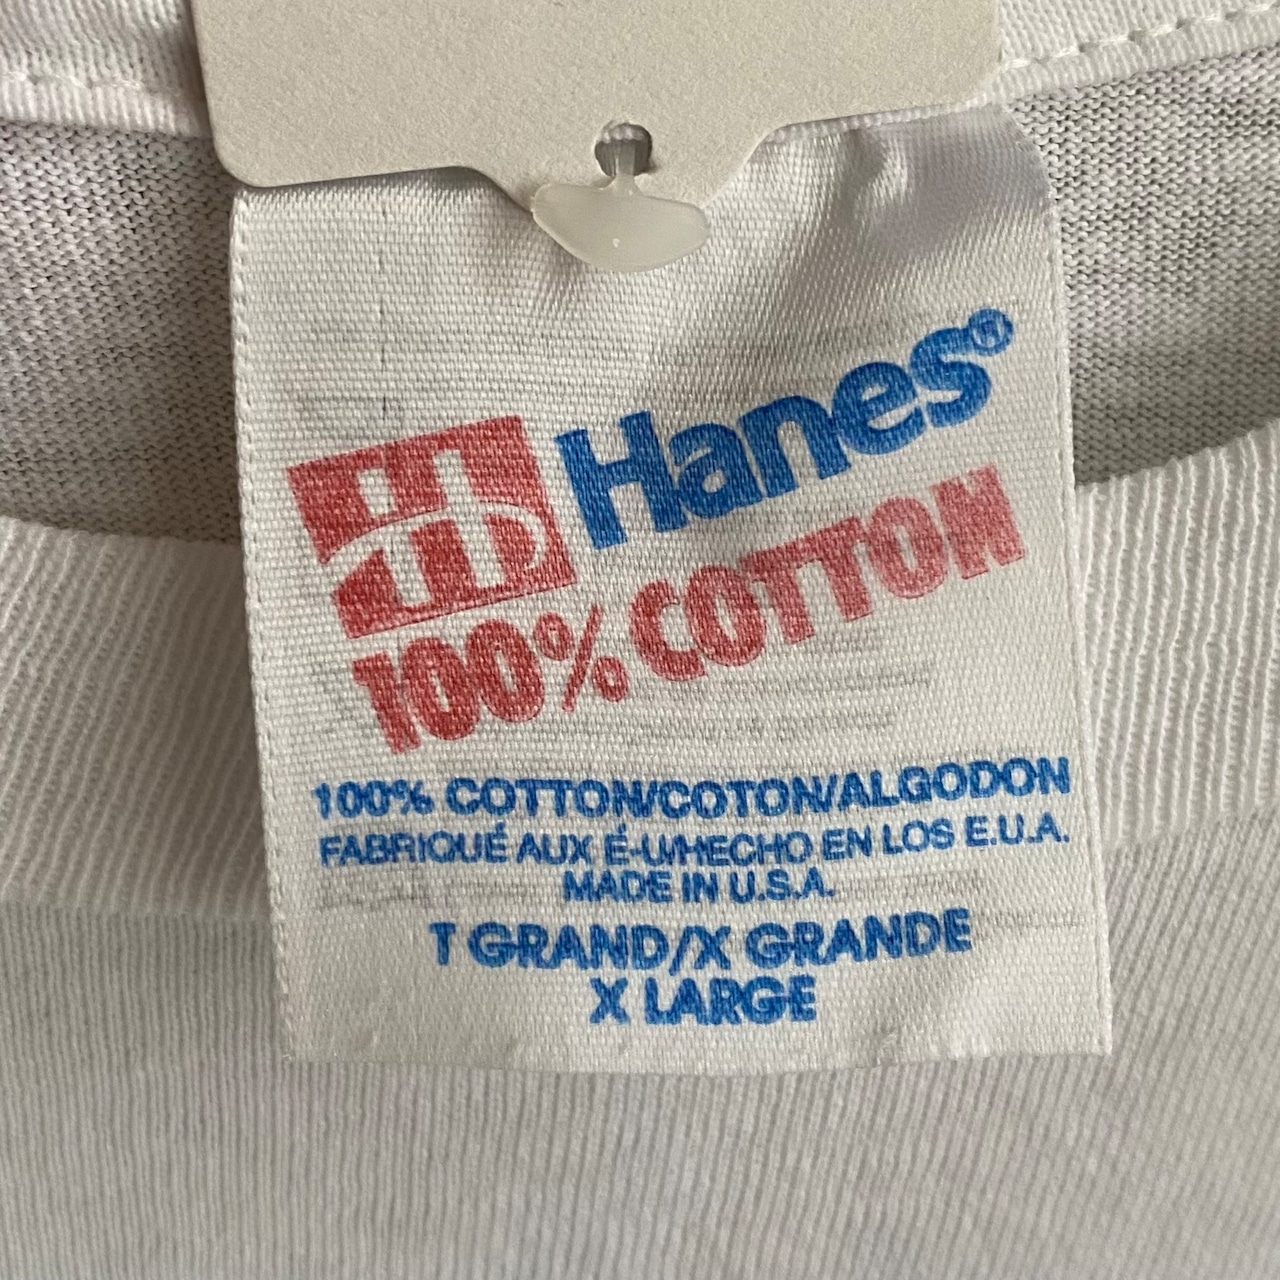 Hanes®
100% COTTON
100% COTTON/COTON/ALGODON
FABRIQUÉ AUX É-U/HECHO EN LOS E.U.A.
MADE IN U.S.A.
T GRAND/X GRANDE
X LARGE